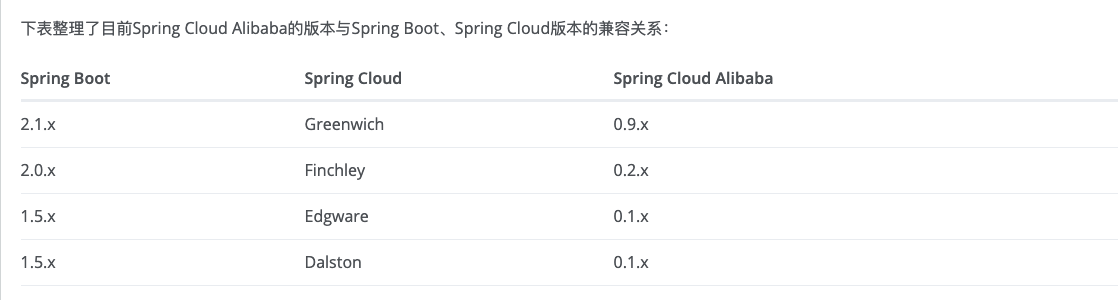 下表整理了目前Spring Cloud Alibaba的版本与Spring Boot、Spring Cloud版本的兼容关系：
Spring Boot Spring Cloud Spring Cloud Alibaba
2.1.x Greenwich 0.9.x
2.0.x Finchley 0.2.x
1.5.x Edgware 0.1.x
1.5.x Dalston 0.1.x